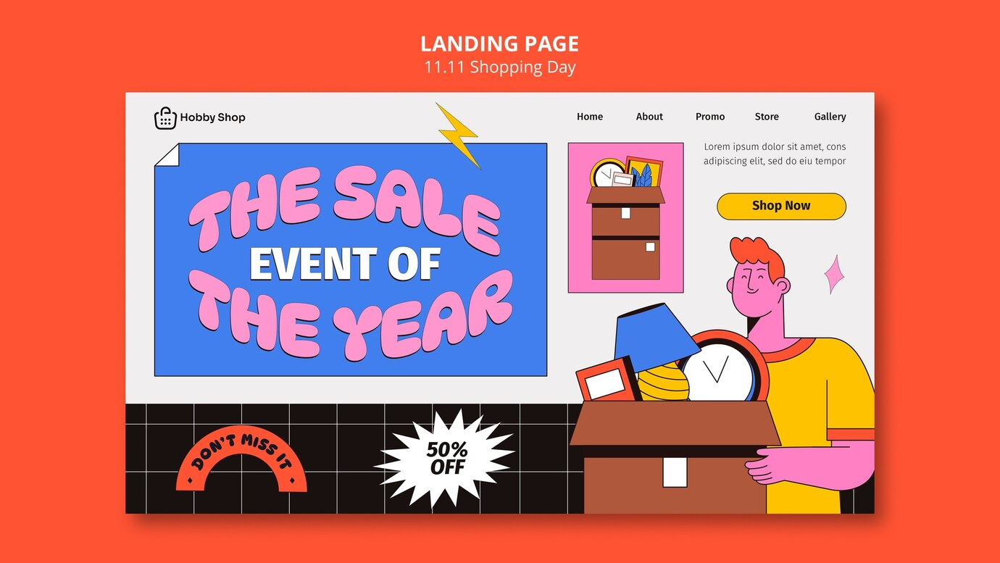 LANDING PAGE
11.11 Shopping Day
Hobby Shop
Home About Promo Store Gallery
THE SALE
EVENT OF
THE YEAR
Lorem ipsum dolor sit amet, cons
adipiscing elit, sed do eiu tempor
Shop Now
DON'T MISS IT
50%
OFF